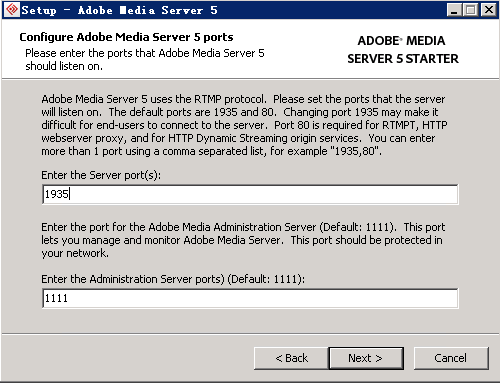 Setup - Adobe Media Server 5
Configure Adobe Media Server 5 ports
Please enter the ports that Adobe Media Server 5
should listen on.
ADOBE® MEDIA
SERVER 5 STARTER
Adobe Media Server 5 uses the RTMP protocol. Please set the ports that the server
will listen on. The default ports are 1935 and 80. Changing port 1935 may make it
difficult for end-users to connect to the server. Port 80 is required for RTMPT, HTTP
webserver proxy, and for HTTP Dynamic Streaming origin services. You can enter
more than 1 port using a comma separated list, for example "1935,80".
Enter the Server port(s):
1935
Enter the port for the Adobe Media Administration Server (Default: 1111). This port
lets you manage and monitor Adobe Media Server. This port should be protected in
your network.
Enter the Administration Server ports) (Default: 1111):
1111
< Back
Next >
Cancel